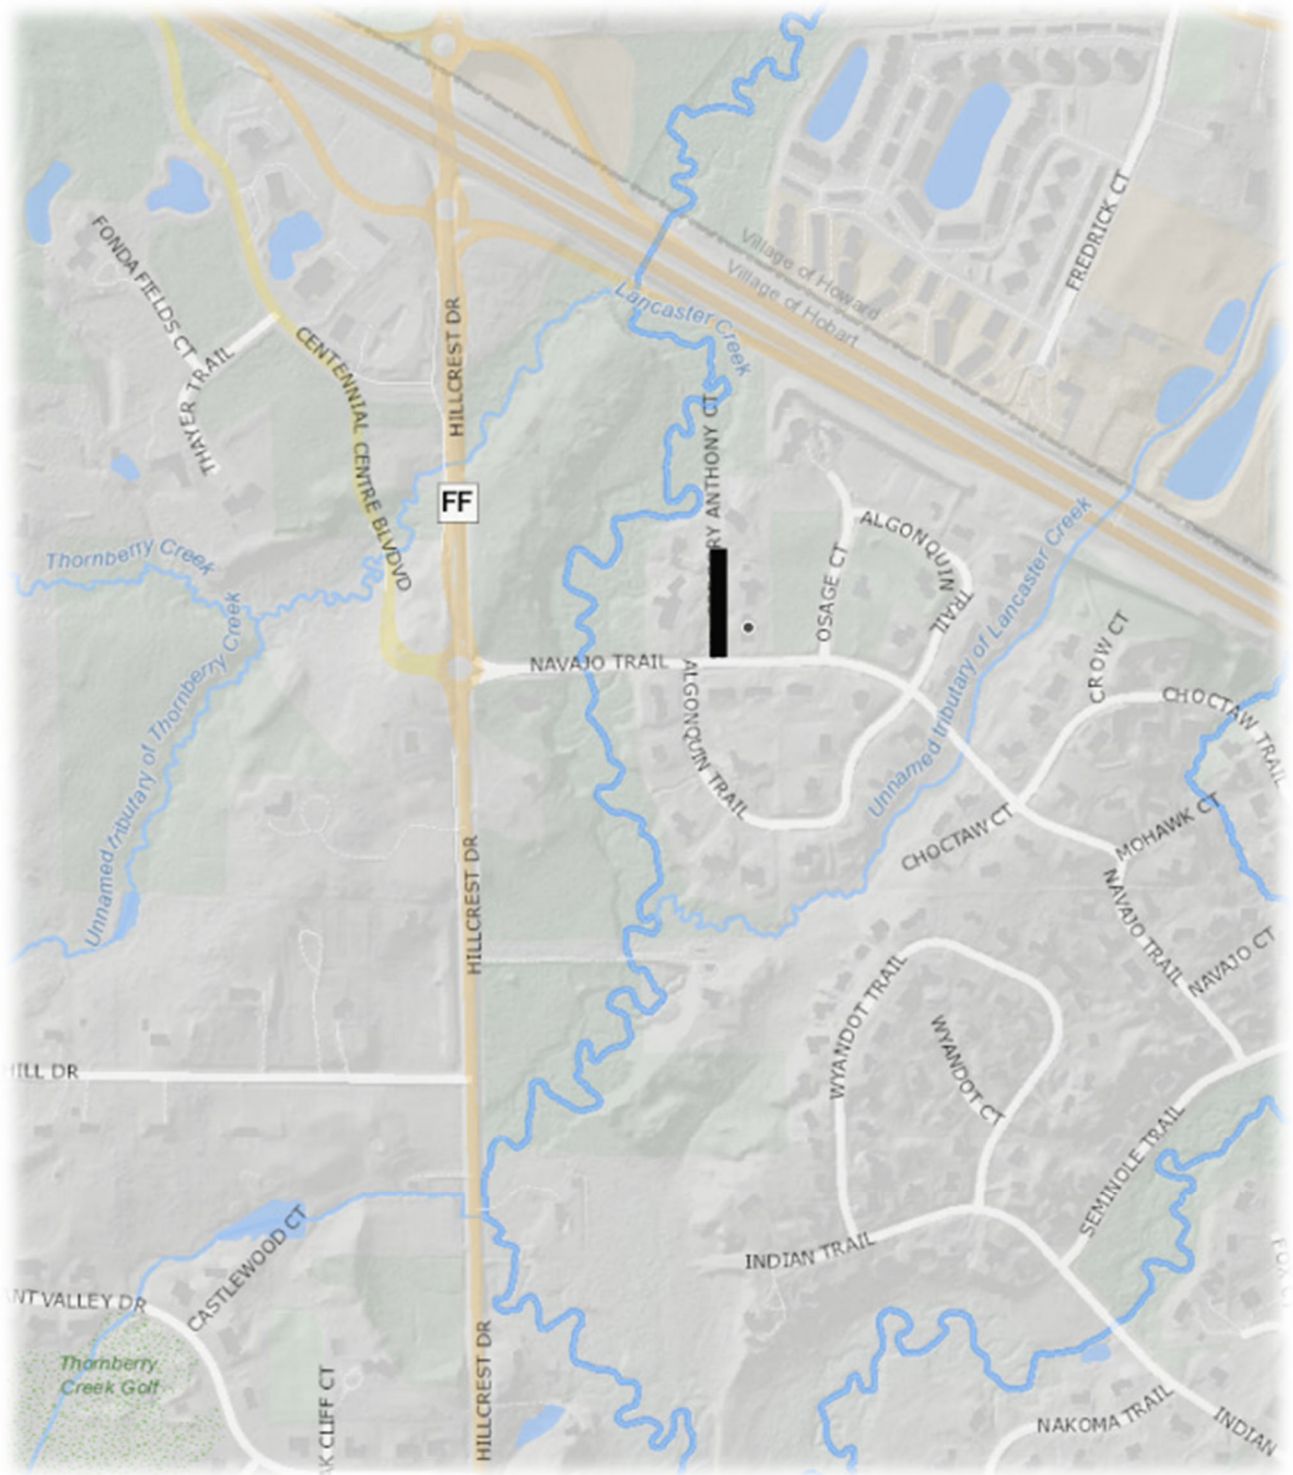 Village of Howard
Village of Hobart
FREDRICK CT
FONDA FIELDS CT
THAYER TRAIL
CENTENNIAL CENTRE BLVDVD
HILLCREST DR
Lancaster Creek
ANTHONY CT
FF
ALGONQUIN TRAIL
OSAGE CT
Thornberry Creek
Unnamed tributary of Thornberry Creek
Unnamed tributary of Lancaster Creek
NAVAJO TRAIL
ALGONQUIN TRAIL
CROW CT
CHOCTAW TRAIL
CHOCTAW CT
MOHAWK CT
NAVAJO TRAIL
NAVAJO CT
HILLCREST DR
WYANDOT TRAIL
WYANDOT CT
HILL DR
SEMINOLE TRAIL
INDIAN TRAIL
CASTLEWOOD CT
NT VALLEY DR
Thornberry
Creek Golf
AK CLIFF CT
HILLCREST DR
NAKOMA TRAIL
INDIAN